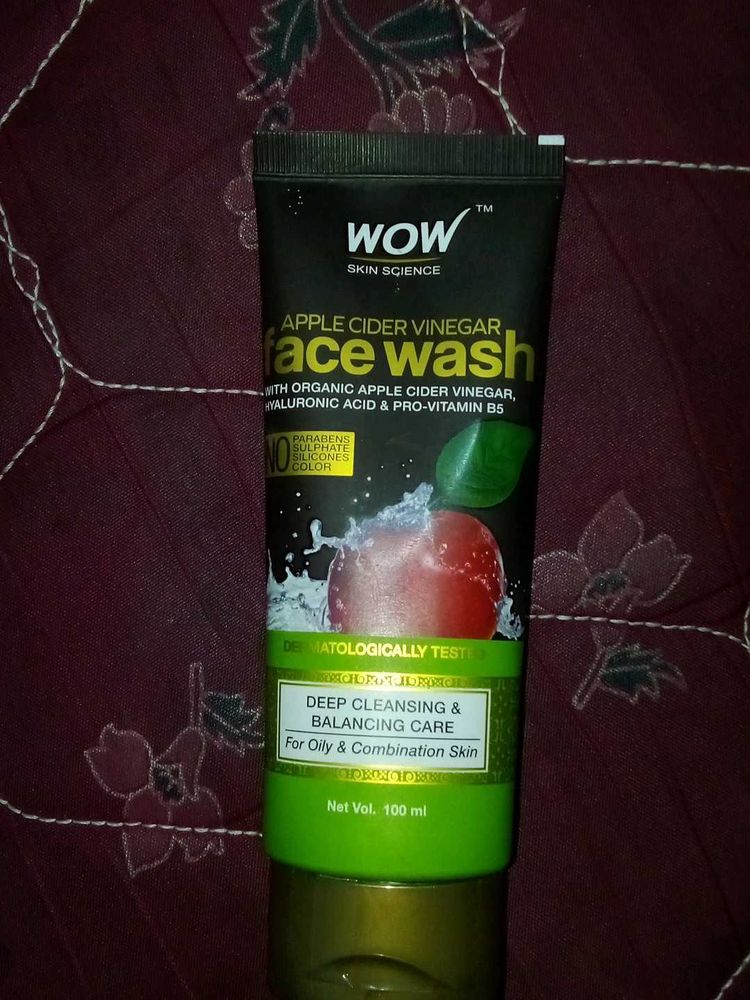 WOW™
SKIN SCIENCE
APPLE CIDER VINEGAR
face wash
WITH ORGANIC APPLE CIDER VINEGAR,
HYALURONIC ACID & PRO-VITAMIN B5
NO
PARABENS
SULPHATE
SILICONES
COLOR
DERMATOLOGICALLY TESTED
DEEP CLEANSING &
BALANCING CARE
For Oily & Combination Skin
Net Vol. 100 ml